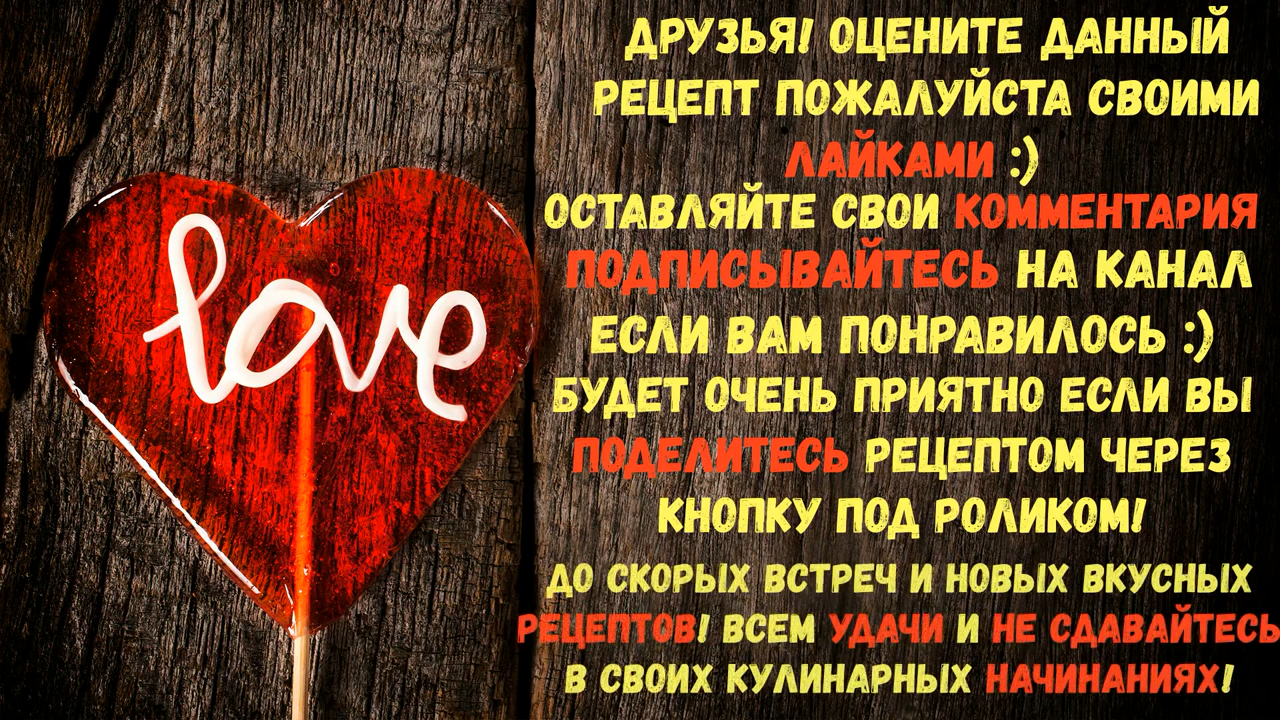 love
ДРУЗЬЯ! ОЦЕНИТЕ ДАННЫЙ
РЕЦЕПТ ПОЖАЛУЙСТА СВОИМИ
ЛАЙКАМИ :)
ОСТАВЛЯЙТЕ СВОИ КОММЕНТАРИЯ
ПОДПИСЫВАЙТЕСЬ НА КАНАЛ
ЕСЛИ ВАМ ПОНРАВИЛОСЬ :)
БУДЕТ ОЧЕНЬ ПРИЯТНО ЕСЛИ ВЫ
ПОДЕЛИТЕСЬ РЕЦЕПТОМ ЧЕРЕЗ
КНОПКУ ПОД РОЛИКОМ!
ДО СКОРЫХ ВСТРЕЧ И НОВЫХ ВКУСНЫХ
РЕЦЕПТОВ! ВСЕМ УДАЧИ И НЕ СДАВАЙТЕСЬ
В СВОИХ КУЛИНАРНЫХ НАЧИНАНИЯХ!